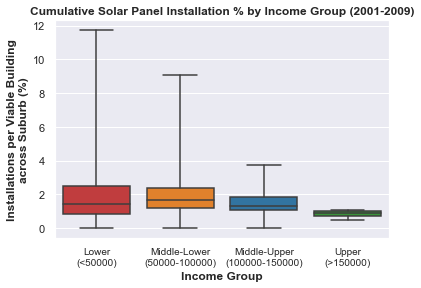 Cumulative Solar Panel Installation % by Income Group (2001-2009)
Installations per Viable Building
across Suburb (%)
12
10
8
6
4
2
0
Lower
(<50000)
Middle-Lower
(50000-100000)
Middle-Upper
(100000-150000)
Upper
(>150000)
Income Group